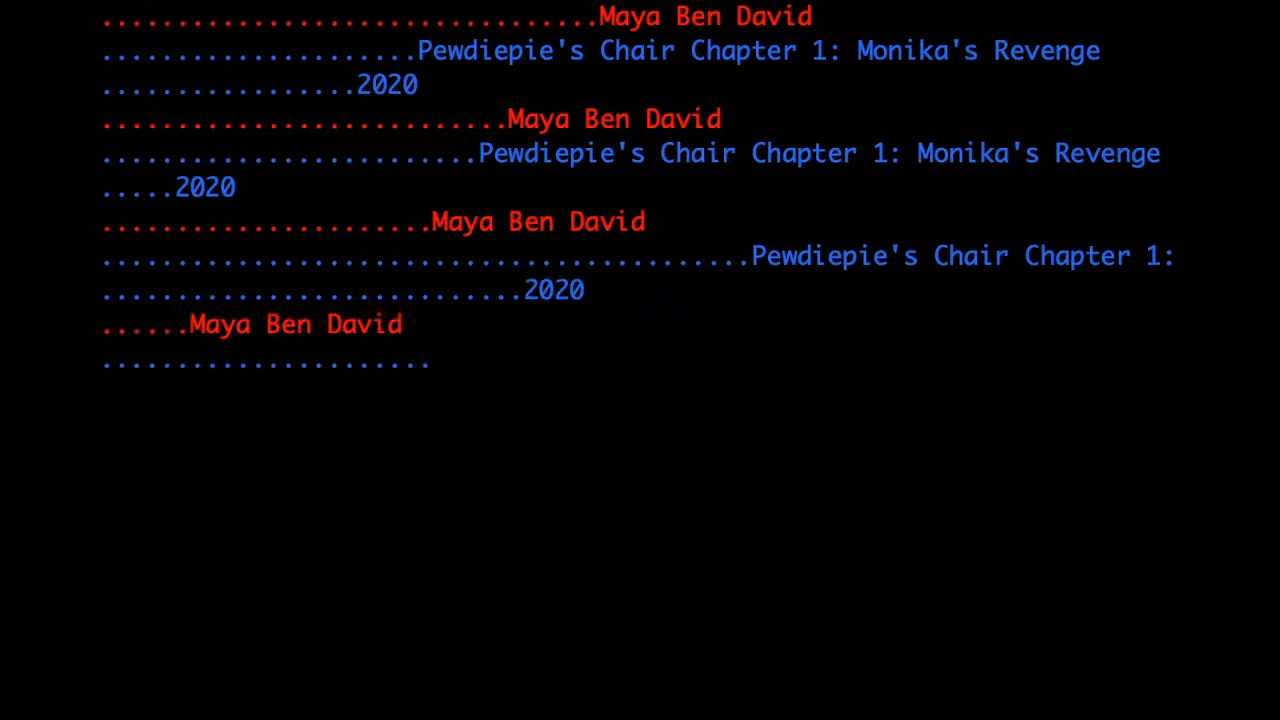 .................................Maya Ben David
.....................Pewdiepie's Chair Chapter 1: Monika's Revenge
.................2020
...........................Maya Ben David
.........................Pewdiepie's Chair Chapter 1: Monika's Revenge
.....2020
......................Maya Ben David
...........................................Pewdiepie's Chair Chapter 1:
............................2020
......Maya Ben David
......................